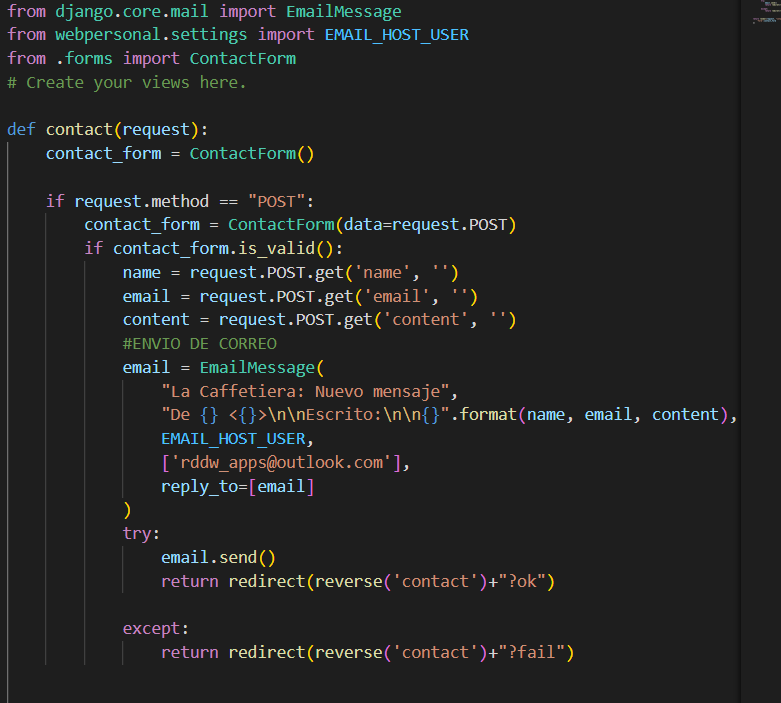 from django.core.mail import EmailMessage
from webpersonal.settings import EMAIL_HOST_USER
from .forms import ContactForm
# Create your views here.
def contact(request):
    contact_form = ContactForm()
    if request.method == "POST":
        contact_form = ContactForm(data=request.POST)
        if contact_form.is_valid():
            name = request.POST.get('name', '')
            email = request.POST.get('email', '')
            content = request.POST.get('content', '')
            #ENVIO DE CORREO
            email = EmailMessage(
                "La Caffetiera: Nuevo mensaje",
                "De {} <{}>\n\nEscrito:\n\n{}".format(name, email, content),
                EMAIL_HOST_USER,
                ['rddw_apps@outlook.com'],
                reply_to=[email]
            )
            try:
                email.send()
                return redirect(reverse('contact')+"?ok")
            except:
                return redirect(reverse('contact')+"?fail")